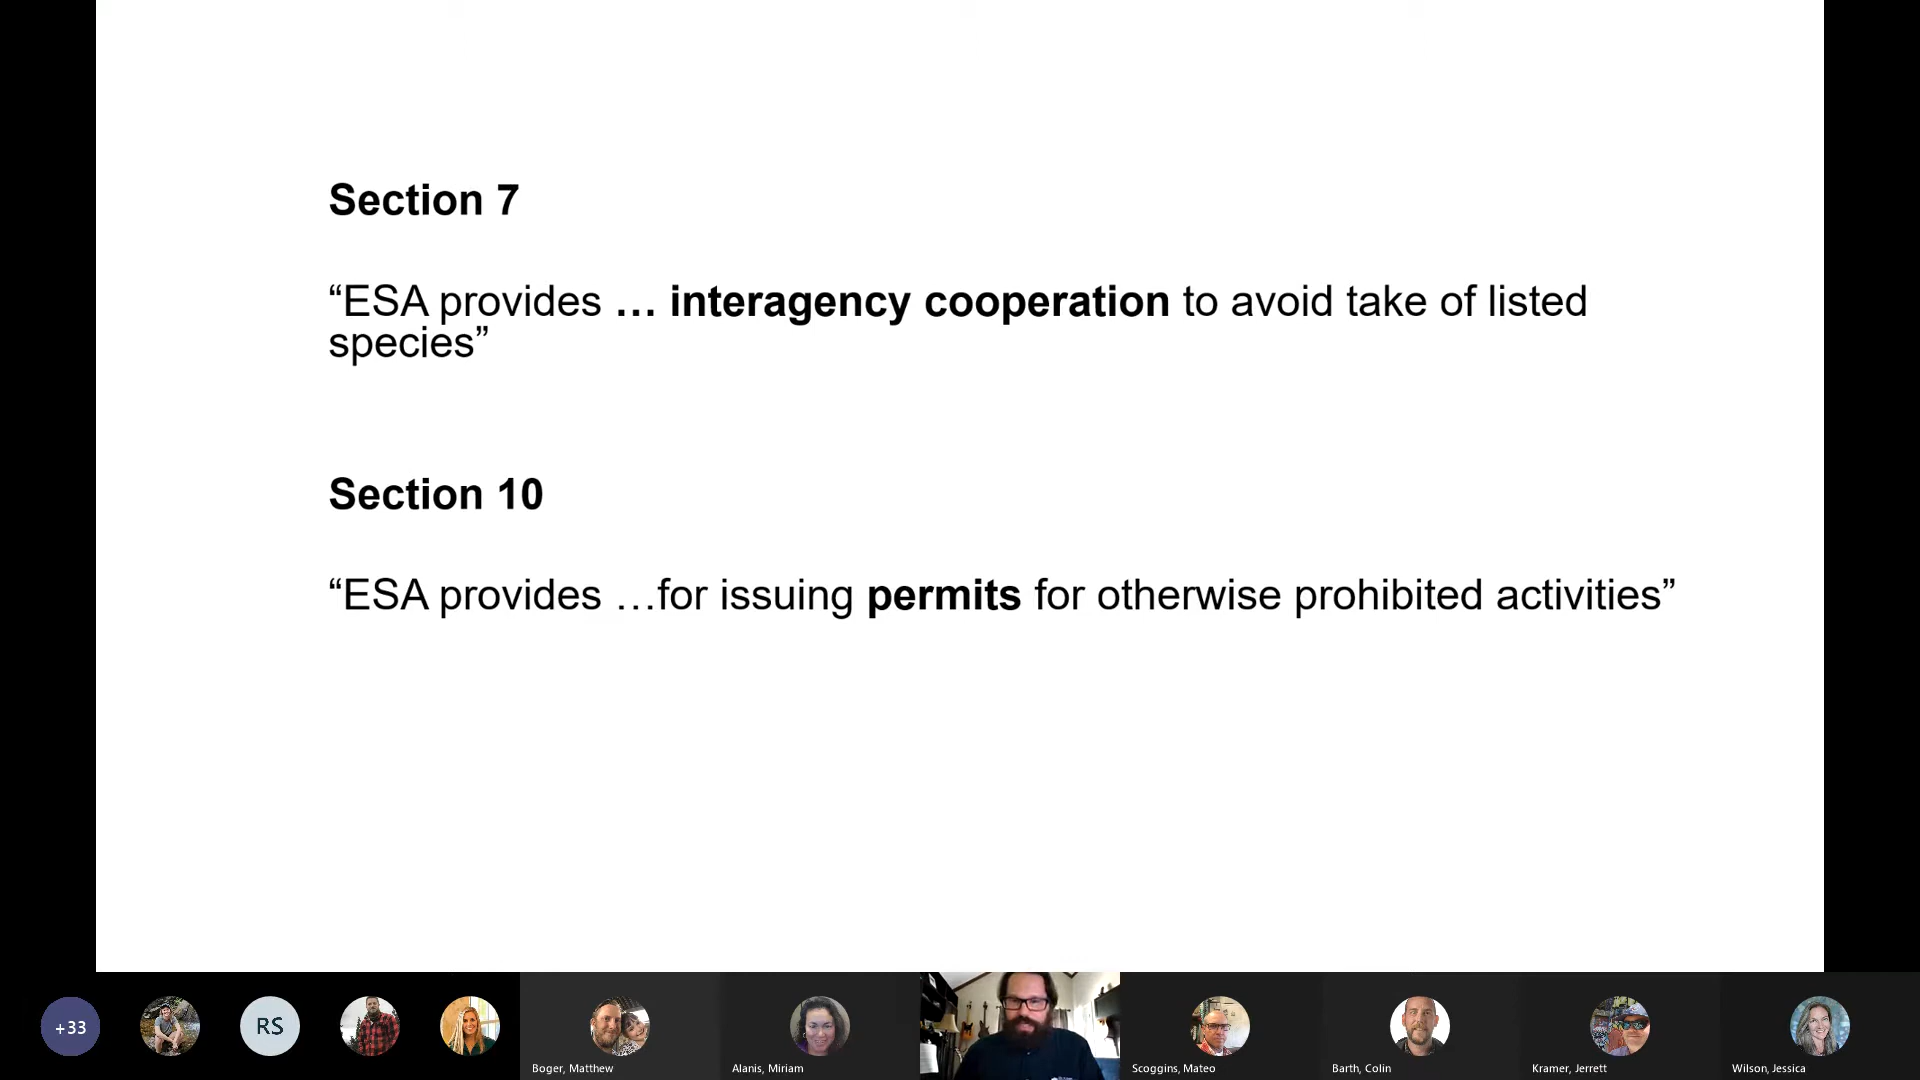 Section 7
“ESA provides … interagency cooperation to avoid take of listed
species”
Section 10
“ESA provides …for issuing permits for otherwise prohibited activities”
+33
RS
Boger, Matthew
Alanis, Miriam
Scoggins, Mateo
Barth, Colin
Kramer, Jerrett
Wilson, Jessica